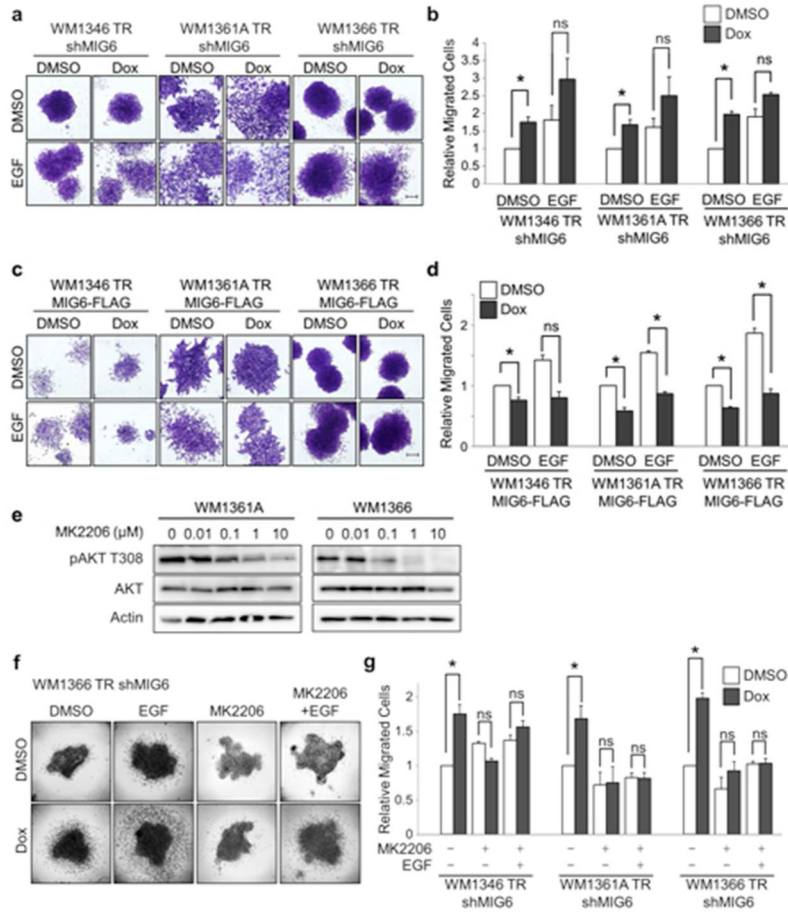 a
WM1346 TR WM1361A TR WM1366 TR
shMIG6 shMIG6 shMIG6
DMSO Dox DMSO Dox DMSO Dox
DMSO
EGF
b
DMSO
Dox
Relative Migrated Cells
4
3.5
3
2.5
2
1.5
1
0.5
0
* ns * ns * ns
DMSO EGF DMSO EGF DMSO EGF
WM1346 TR WM1361A TR WM1366 TR
shMIG6 shMIG6 shMIG6
c
WM1346 TR WM1361A TR WM1366 TR
MIG6-FLAG MIG6-FLAG MIG6-FLAG
DMSO Dox DMSO Dox DMSO Dox
DMSO
EGF
d
DMSO
Dox
Relative Migrated Cells
2
1
0
* ns * * * *
DMSO EGF DMSO EGF DMSO EGF
WM1346 TR WM1361A TR WM1366 TR
MIG6-FLAG MIG6-FLAG MIG6-FLAG
e
WM1361A WM1366
MK2206 (µM) 0 0.01 0.1 1 10 0 0.01 0.1 1 10
pAKT T308
AKT
Actin
f
WM1366 TR shMIG6
DMSO EGF MK2206 MK2206
+EGF
DMSO
Dox
g
DMSO
Dox
Relative Migrated Cells
2
1.5
1
0.5
0
* ns ns * ns ns * ns ns
MK2206 – + + – + + – + +
EGF – – + – – + – – +
WM1346 TR WM1361A TR WM1366 TR
shMIG6 shMIG6 shMIG6